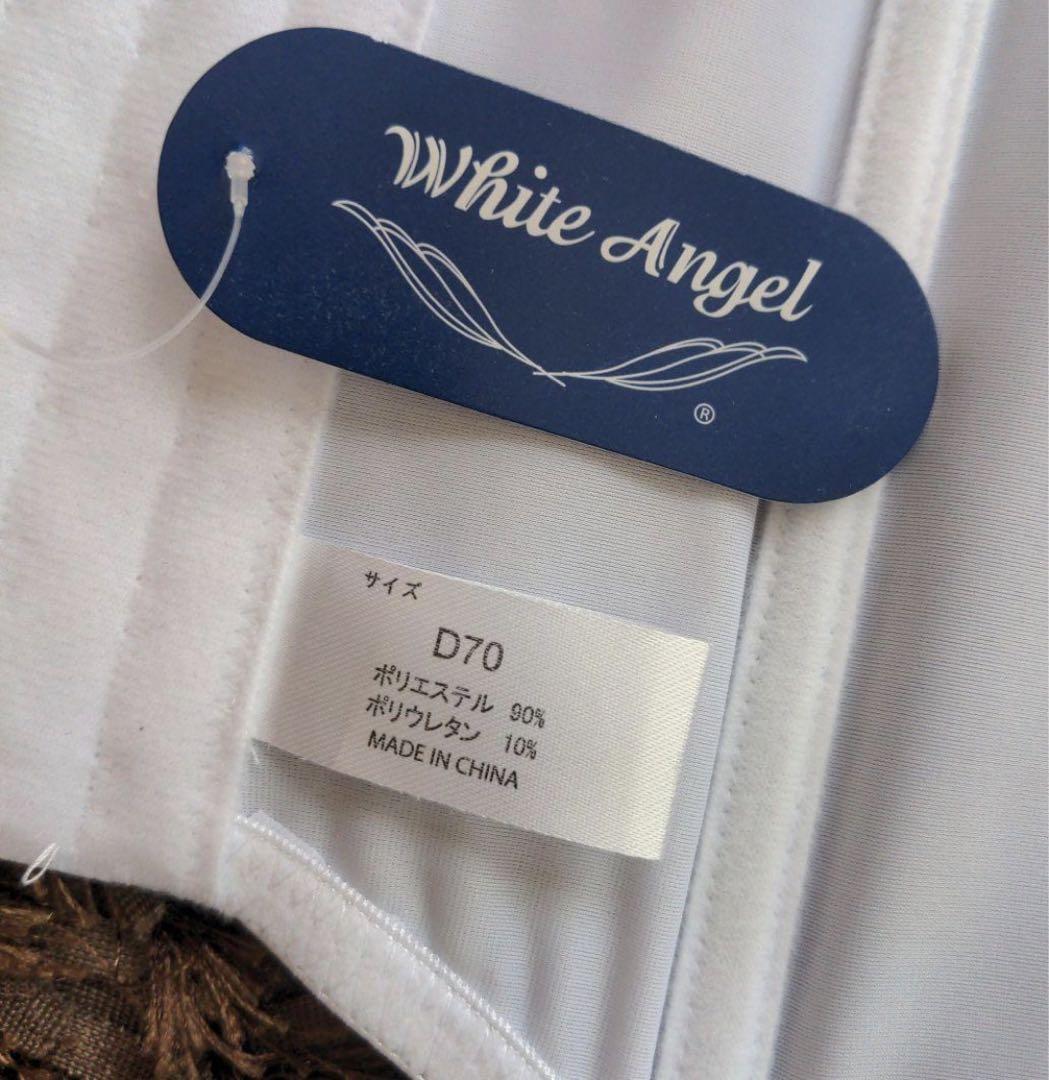 White Angel
®
サイズ
D70
ポリエステル 90%
ポリウレタン 10%
MADE IN CHINA